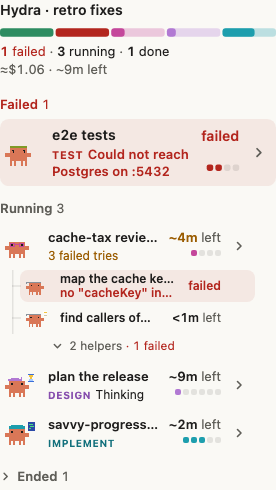 Hydra · retro fixes
1 failed · 3 running · 1 done
≈$1.06 · ~9m left
Failed 1
e2e tests failed
TEST Could not reach
Postgres on :5432
Running 3
cache-tax revie... ~4m left
3 failed tries
map the cache ke... failed
no "cacheKey" in...
find callers of... <1m left
2 helpers · 1 failed
plan the release ~9m left
DESIGN Thinking
savvy-progress... ~2m left
IMPLEMENT
Ended 1